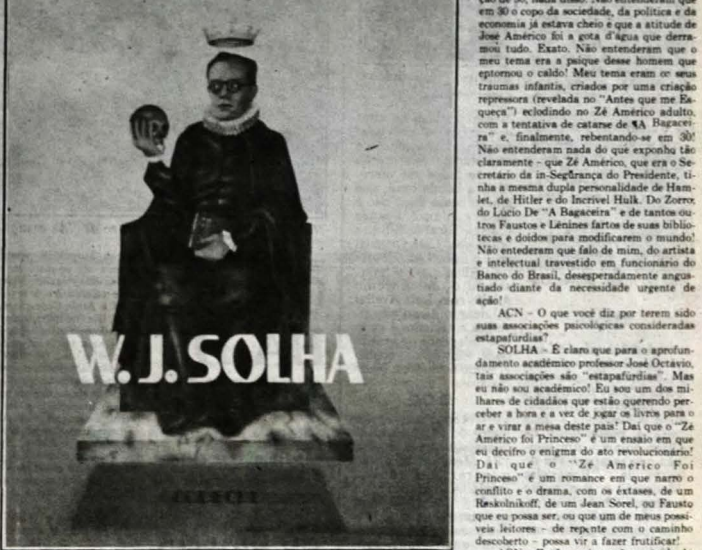 W. J. SOLHA
em 30 o copo da sociedade, da política e da
economia já estava cheio e que a atitude de
José Américo foi a gota d'água que derra-
mou tudo. Exato. Não entenderam que o
meu tema era a psique desse homem que
eptornou o caldo! Meu tema eram os seus
traumas infantis, criados por uma criação
repressora (revelada no "Antes que me Es-
queça") eclodindo no Zé Américo adulto,
com a tentativa de catarse de "A Bagacei-
ra" e, finalmente, rebentando-se em 30!
Não entenderam nada do que exponho tão
claramente - que Zé Américo, que era o Se-
cretário da in-Segurança do Presidente, ti-
nha a mesma dupla personalidade de Ham-
let, de Hitler e do Incrível Hulk. Do Zorro;
do Lúcio De "A Bagaceira" e de tantos ou-
tros Faustos e Lênines fartos de suas biblio-
tecas e doidos para modificarem o mundo!
Não entederam que falo de mim, do artista
e intelectual travestido em funcionário do
Banco do Brasil, desesperadamente angus-
tiado diante da necessidade urgente de
ação!
ACN - O que você diz por terem sido
suas associações psicológicas consideradas
estapafurdias?
SOLHA - É claro que para o aprofun-
damento acadêmico professor José Octávio,
tais associações são "estapafurdias". Mas
eu não sou acadêmico! Eu sou um dos mi-
lhares de cidadãos que estão querendo per-
ceber a hora e a vez de jogar os livros para o
ar e virar a mesa deste país! Daí que o "Zé
Américo foi Princeso" é um ensaio em que
eu decifro o enigma do ato revolucionário!
Daí que o "Zé Américo Foi
Princeso" é um romance em que narro o
conflito e o drama, com os êxtases, de um
Raskolnikoff, de um Jean Sorel, ou Fausto
que eu possa ser, ou que um de meus possí-
veis leitores - de repente com o caminho
descoberto - possa vir a fazer frutificar!